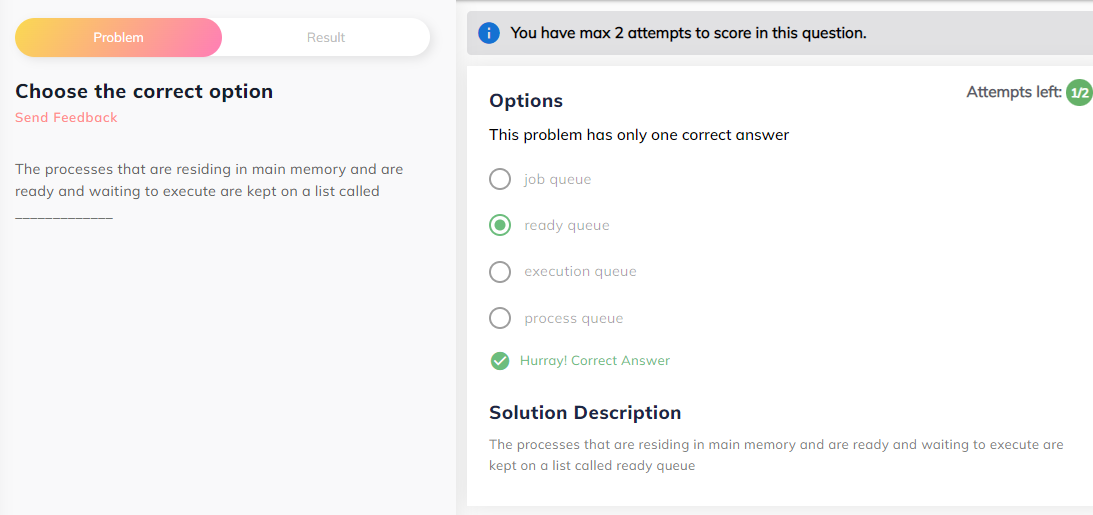 Problem
Result
Choose the correct option
Send Feedback
The processes that are residing in main memory and are
ready and waiting to execute are kept on a list called
_____________
You have max 2 attempts to score in this question.
Options
Attempts left: 1/2
This problem has only one correct answer
job queue
ready queue
execution queue
process queue
Hurray! Correct Answer
Solution Description
The processes that are residing in main memory and are ready and waiting to execute are
kept on a list called ready queue